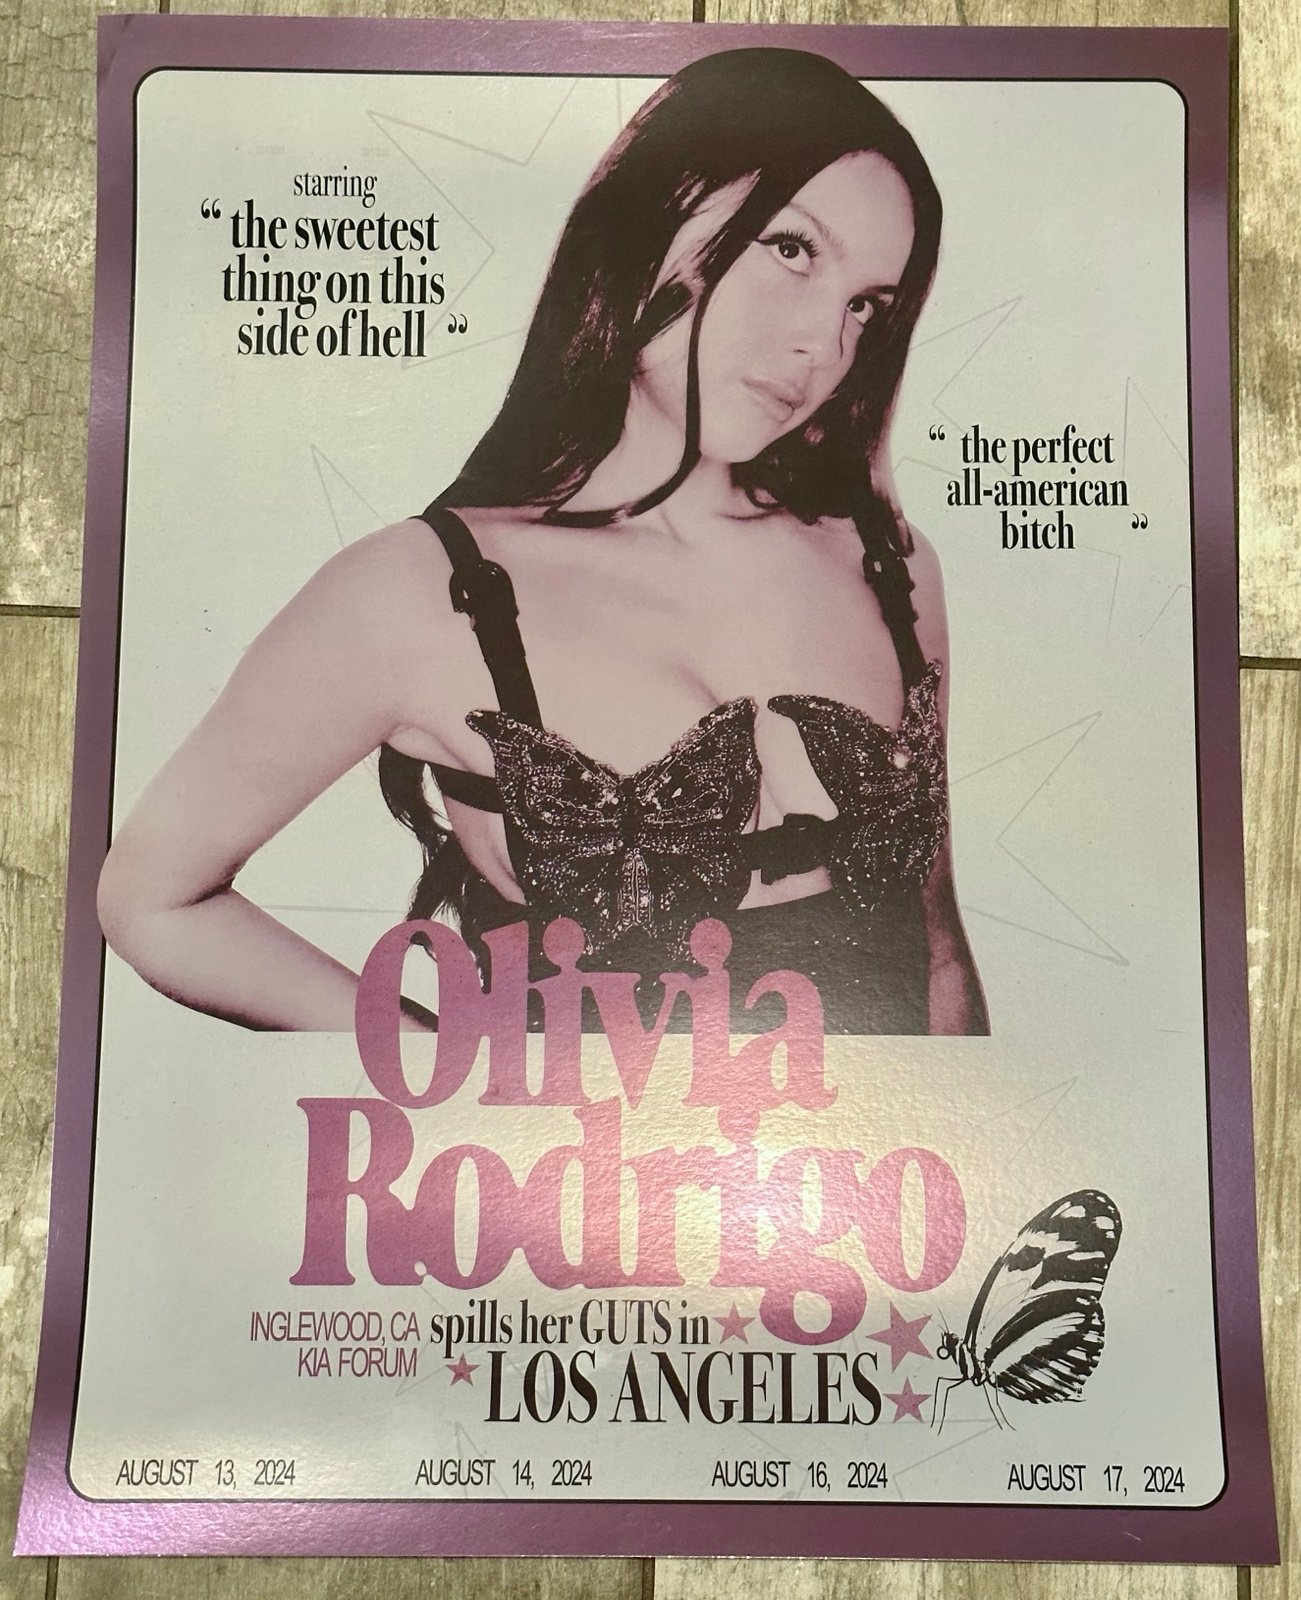 starring
“ the sweetest
thing on this
side of hell ”
“ the perfect
all-american
bitch ”
Olivia
Rodrigo
INGLEWOOD, CA
KIA FORUM
spills her GUTS in
LOS ANGELES
AUGUST 13, 2024
AUGUST 14, 2024
AUGUST 16, 2024
AUGUST 17, 2024